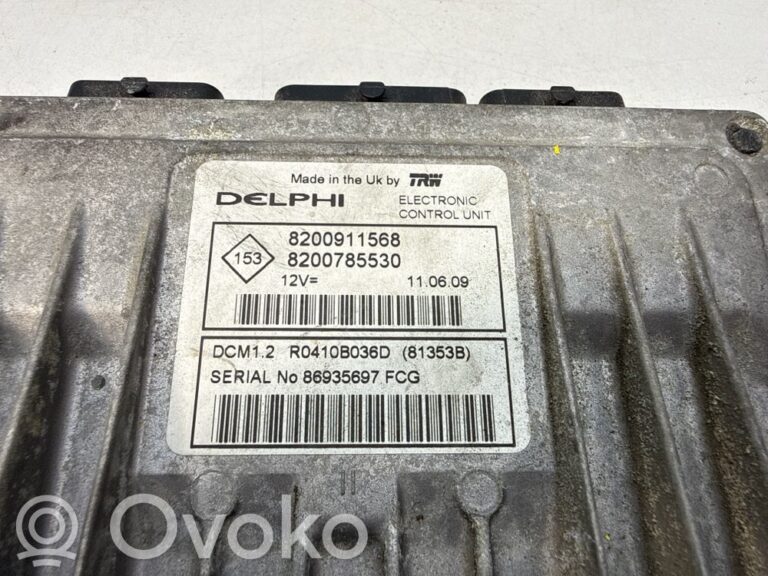 Made in the Uk by TRW
DELPHI ELECTRONIC CONTROL UNIT
153
8200911568
8200785530
12V= 11.06.09
DCM1.2 R0410B036D (81353B)
SERIAL No 86935697 FCG
Ovoko